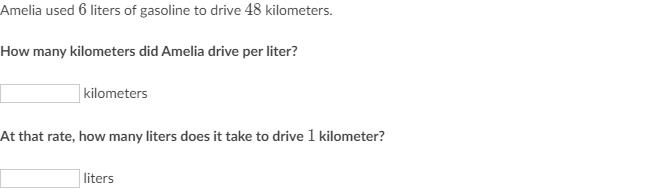 Amelia used 6 liters of gasoline to drive 48 kilometers.
How many kilometers did Amelia drive per liter?
kilometers
At that rate, how many liters does it take to drive 1 kilometer?
liters